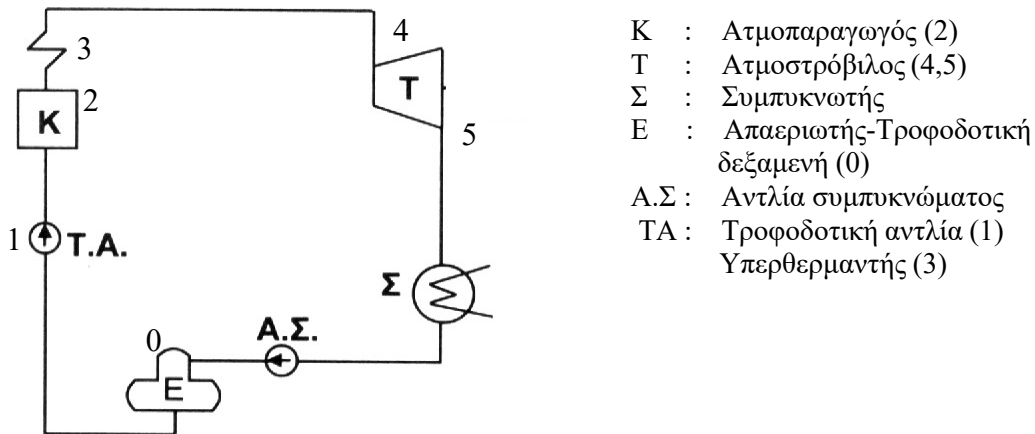 4
3
Τ
2
Κ
5
1
Τ.Α.
Σ
Α.Σ.
0
Ε
Κ : Ατμοπαραγωγός (2)
Τ : Ατμοστρόβιλος (4,5)
Σ : Συμπυκνωτής
Ε : Απαεριωτής-Τροφοδοτική
δεξαμενή (0)
Α.Σ : Αντλία συμπυκνώματος
ΤΑ : Τροφοδοτική αντλία (1)
Υπερθερμαντής (3)